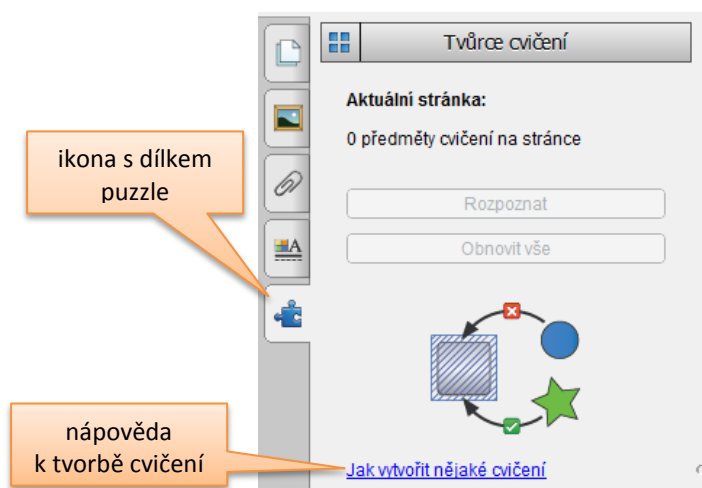 Tvůrce cvičení
Aktuální stránka:
0 předměty cvičení na stránce
ikona s dílkem
puzzle
Rozpoznat
Obnovit vše
A
nápověda
k tvorbě cvičení
Jak vytvořit nějaké cvičení